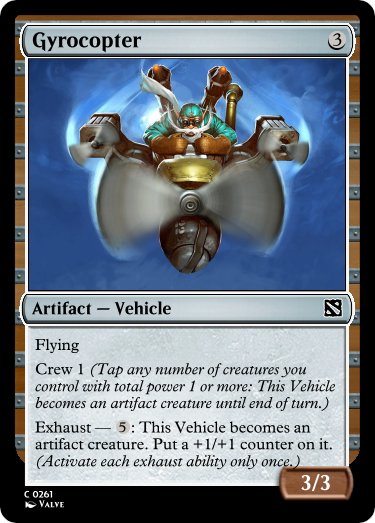 Gyrocopter 3
Artifact — Vehicle
Flying
Crew 1 (Tap any number of creatures you
control with total power 1 or more: This Vehicle
becomes an artifact creature until end of turn.)
Exhaust — 5 : This Vehicle becomes an
artifact creature. Put a +1/+1 counter on it.
(Activate each exhaust ability only once.)
3/3
C 0261
VALVE